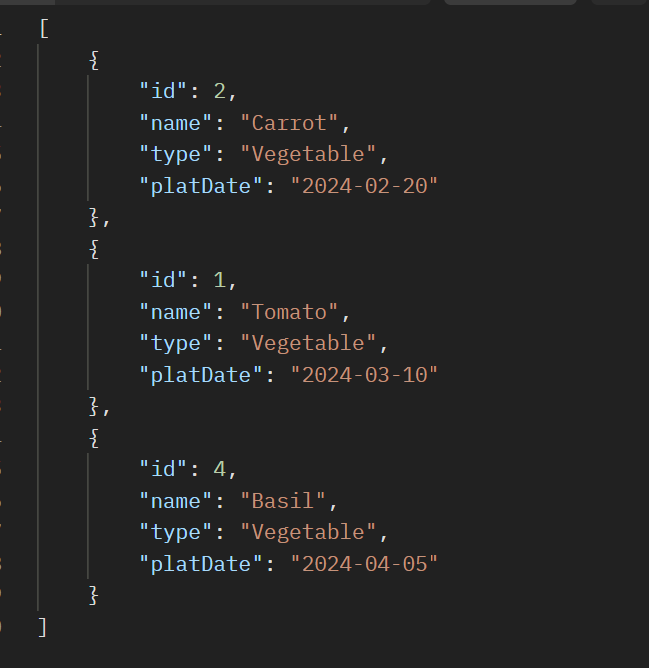 [
{
"id": 2,
"name": "Carrot",
"type": "Vegetable",
"platDate": "2024-02-20"
},
{
"id": 1,
"name": "Tomato",
"type": "Vegetable",
"platDate": "2024-03-10"
},
{
"id": 4,
"name": "Basil",
"type": "Vegetable",
"platDate": "2024-04-05"
}
]